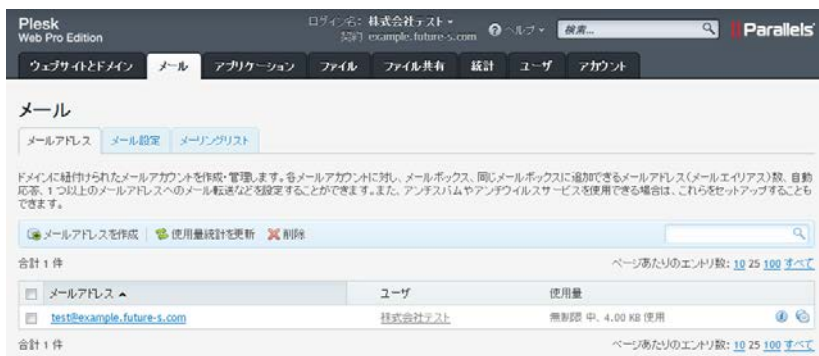 Plesk
Web Pro Edition
ログイン名: 株式会社テスト
契約 example.future-s.com
ヘルプ
検索...
Parallels
ウェブサイトとドメイン メール アプリケーション ファイル ファイル共有 統計 ユーザ アカウント
メール
メールアドレス メール設定 メーリングリスト
ドメインに紐付けられたメールアカウントを作成・管理します。各メールアカウントに対し、メールボックス、同じメールボックスに追加できるメールアドレス(メールエイリアス)数、自動
応答、1つ以上のメールアドレスへのメール転送などを設定することができます。また、アンチスパムやアンチウイルスサービスを使用できる場合は、これらをセットアップすることも
できます。
メールアドレスを作成 使用量統計を更新 削除
合計 1 件 ページあたりのエントリ数: 10 25 100 すべて
メールアドレス ユーザ 使用量
test@example.future-s.com 株式会社テスト 無制限 中、4.00 KB 使用
合計 1 件 ページあたりのエントリ数: 10 25 100 すべて